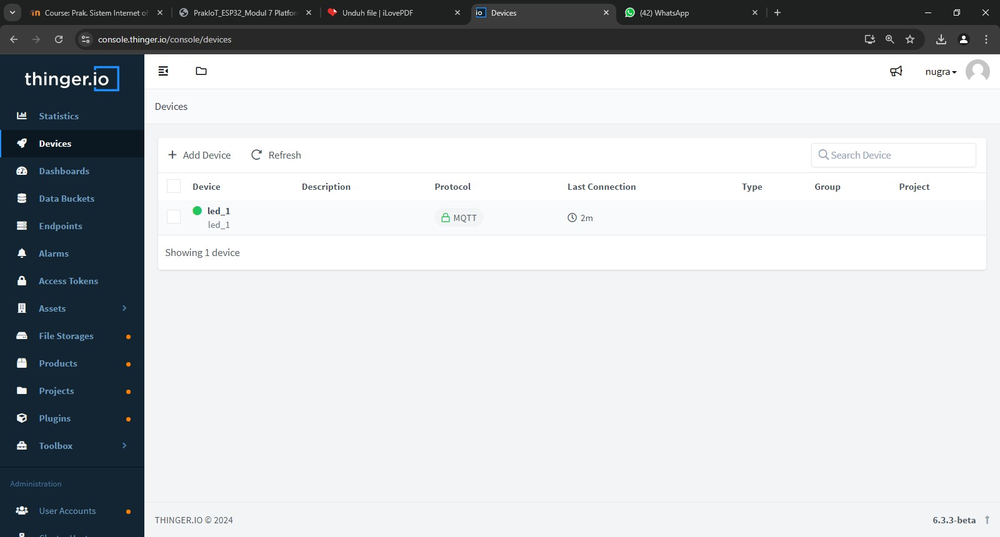 Course: Prak. Sistem Internet of
PrakIoT_ESP32_Modul 7 Platfor
Unduh file | iLovePDF
io Devices
(42) WhatsApp
console.thinger.io/console/devices
thinger.io
nugra
Statistics
Devices
Dashboards
Data Buckets
Endpoints
Alarms
Access Tokens
Assets
File Storages
Products
Projects
Plugins
Toolbox
Administration
User Accounts
Devices
Add Device
Refresh
Search Device
Device Description Protocol Last Connection Type Group Project
led_1
led_1
MQTT
2m
Showing 1 device
THINGER.IO © 2024
6.3.3-beta